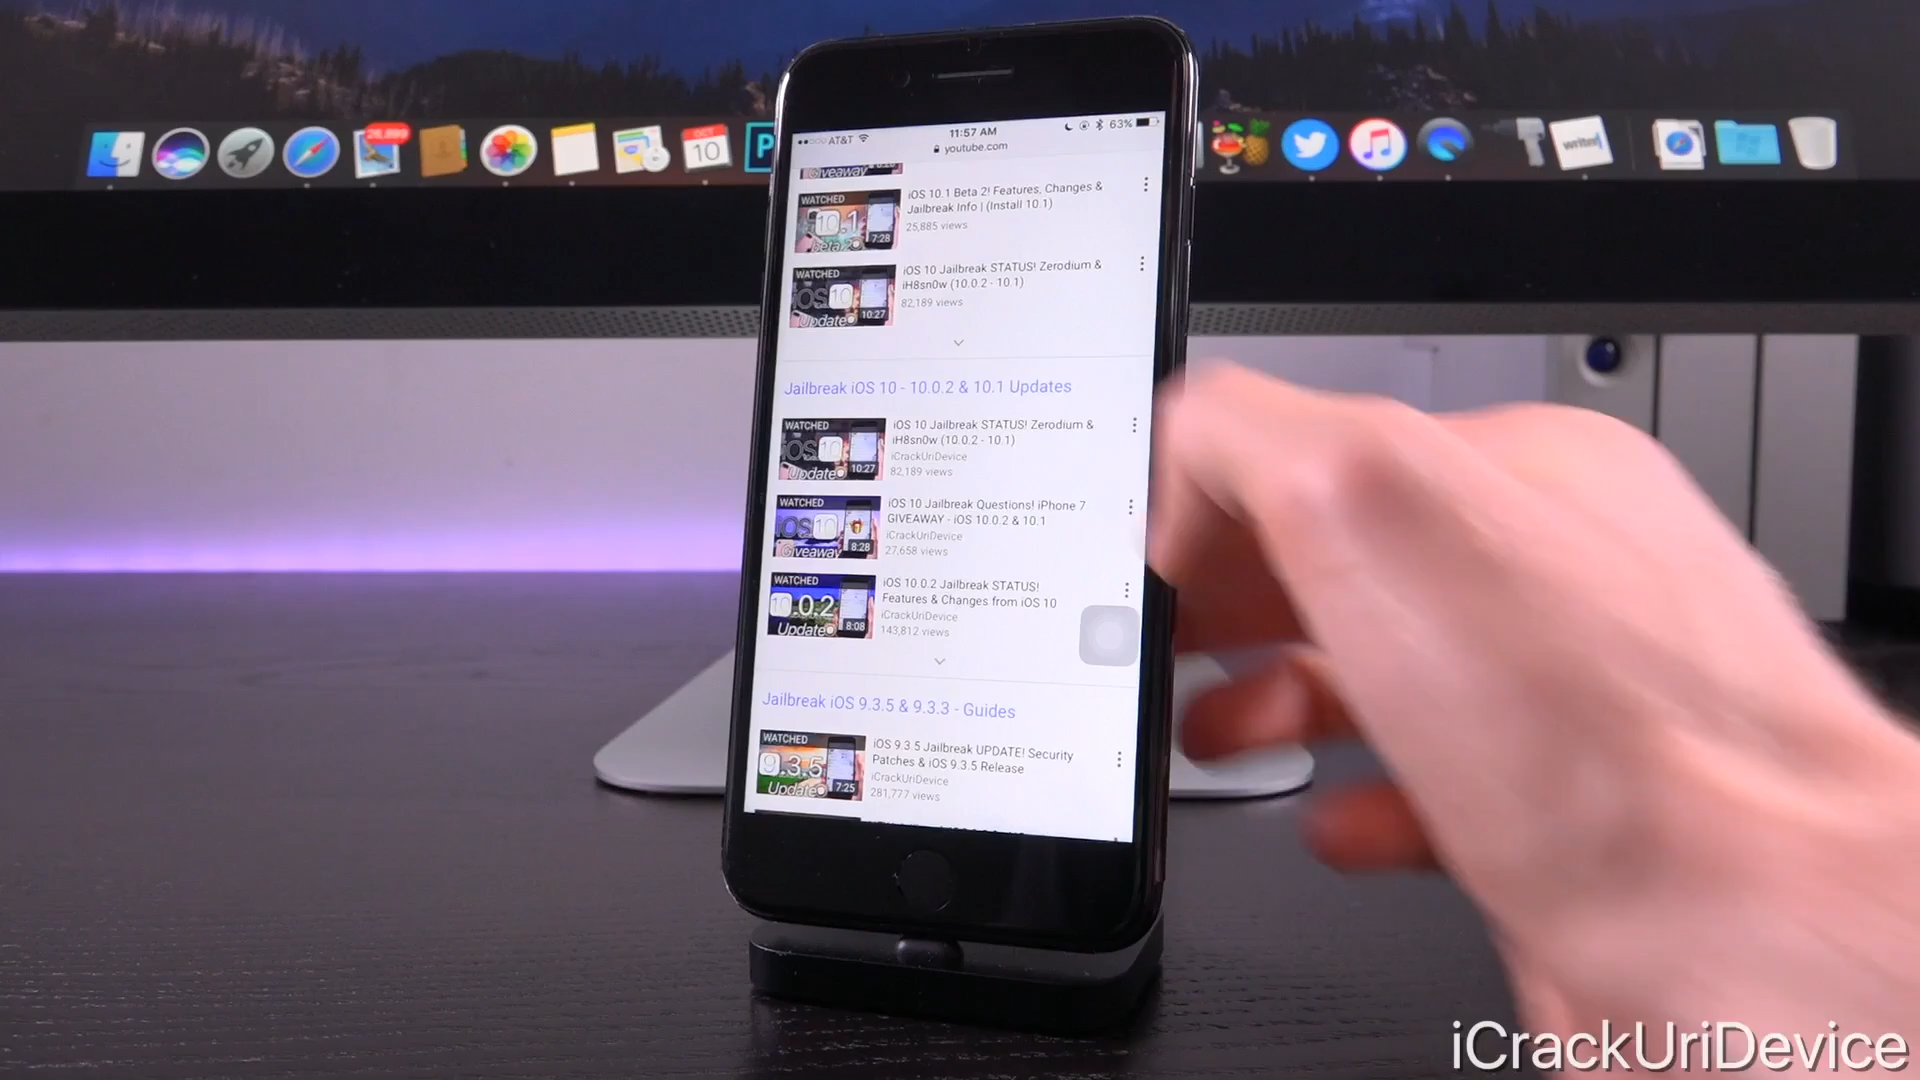 26,899
OCT
10
P
writed
AT&T
11:57 AM
63%
youtube.com
Giveaway
WATCHED
10.1
beta 2
7:28
iOS 10.1 Beta 2! Features, Changes &
Jailbreak Info | (Install 10.1)
25,885 views
WATCHED
iOS 10
Update
10:27
iOS 10 Jailbreak STATUS! Zerodium &
iH8sn0w (10.0.2 - 10.1)
82,189 views
Jailbreak iOS 10 - 10.0.2 & 10.1 Updates
WATCHED
iOS 10
Update
10:27
iOS 10 Jailbreak STATUS! Zerodium &
iH8sn0w (10.0.2 - 10.1)
iCrackUriDevice
82,189 views
WATCHED
iOS 10
Giveaway
8:28
iOS 10 Jailbreak Questions! iPhone 7
GIVEAWAY - iOS 10.0.2 & 10.1
iCrackUriDevice
27,658 views
WATCHED
10.0.2
Update
8:08
iOS 10.0.2 Jailbreak STATUS!
Features & Changes from iOS 10
iCrackUriDevice
143,812 views
Jailbreak iOS 9.3.5 & 9.3.3 - Guides
WATCHED
9.3.5
Update
7:25
iOS 9.3.5 Jailbreak UPDATE! Security
Patches & iOS 9.3.5 Release
iCrackUriDevice
281,777 views
iCrackUriDevice